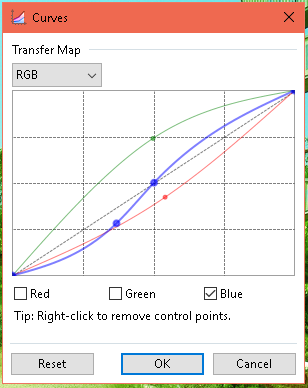 Curves
Transfer Map
RGB
Red Green Blue
Tip: Right-click to remove control points.
Reset OK Cancel